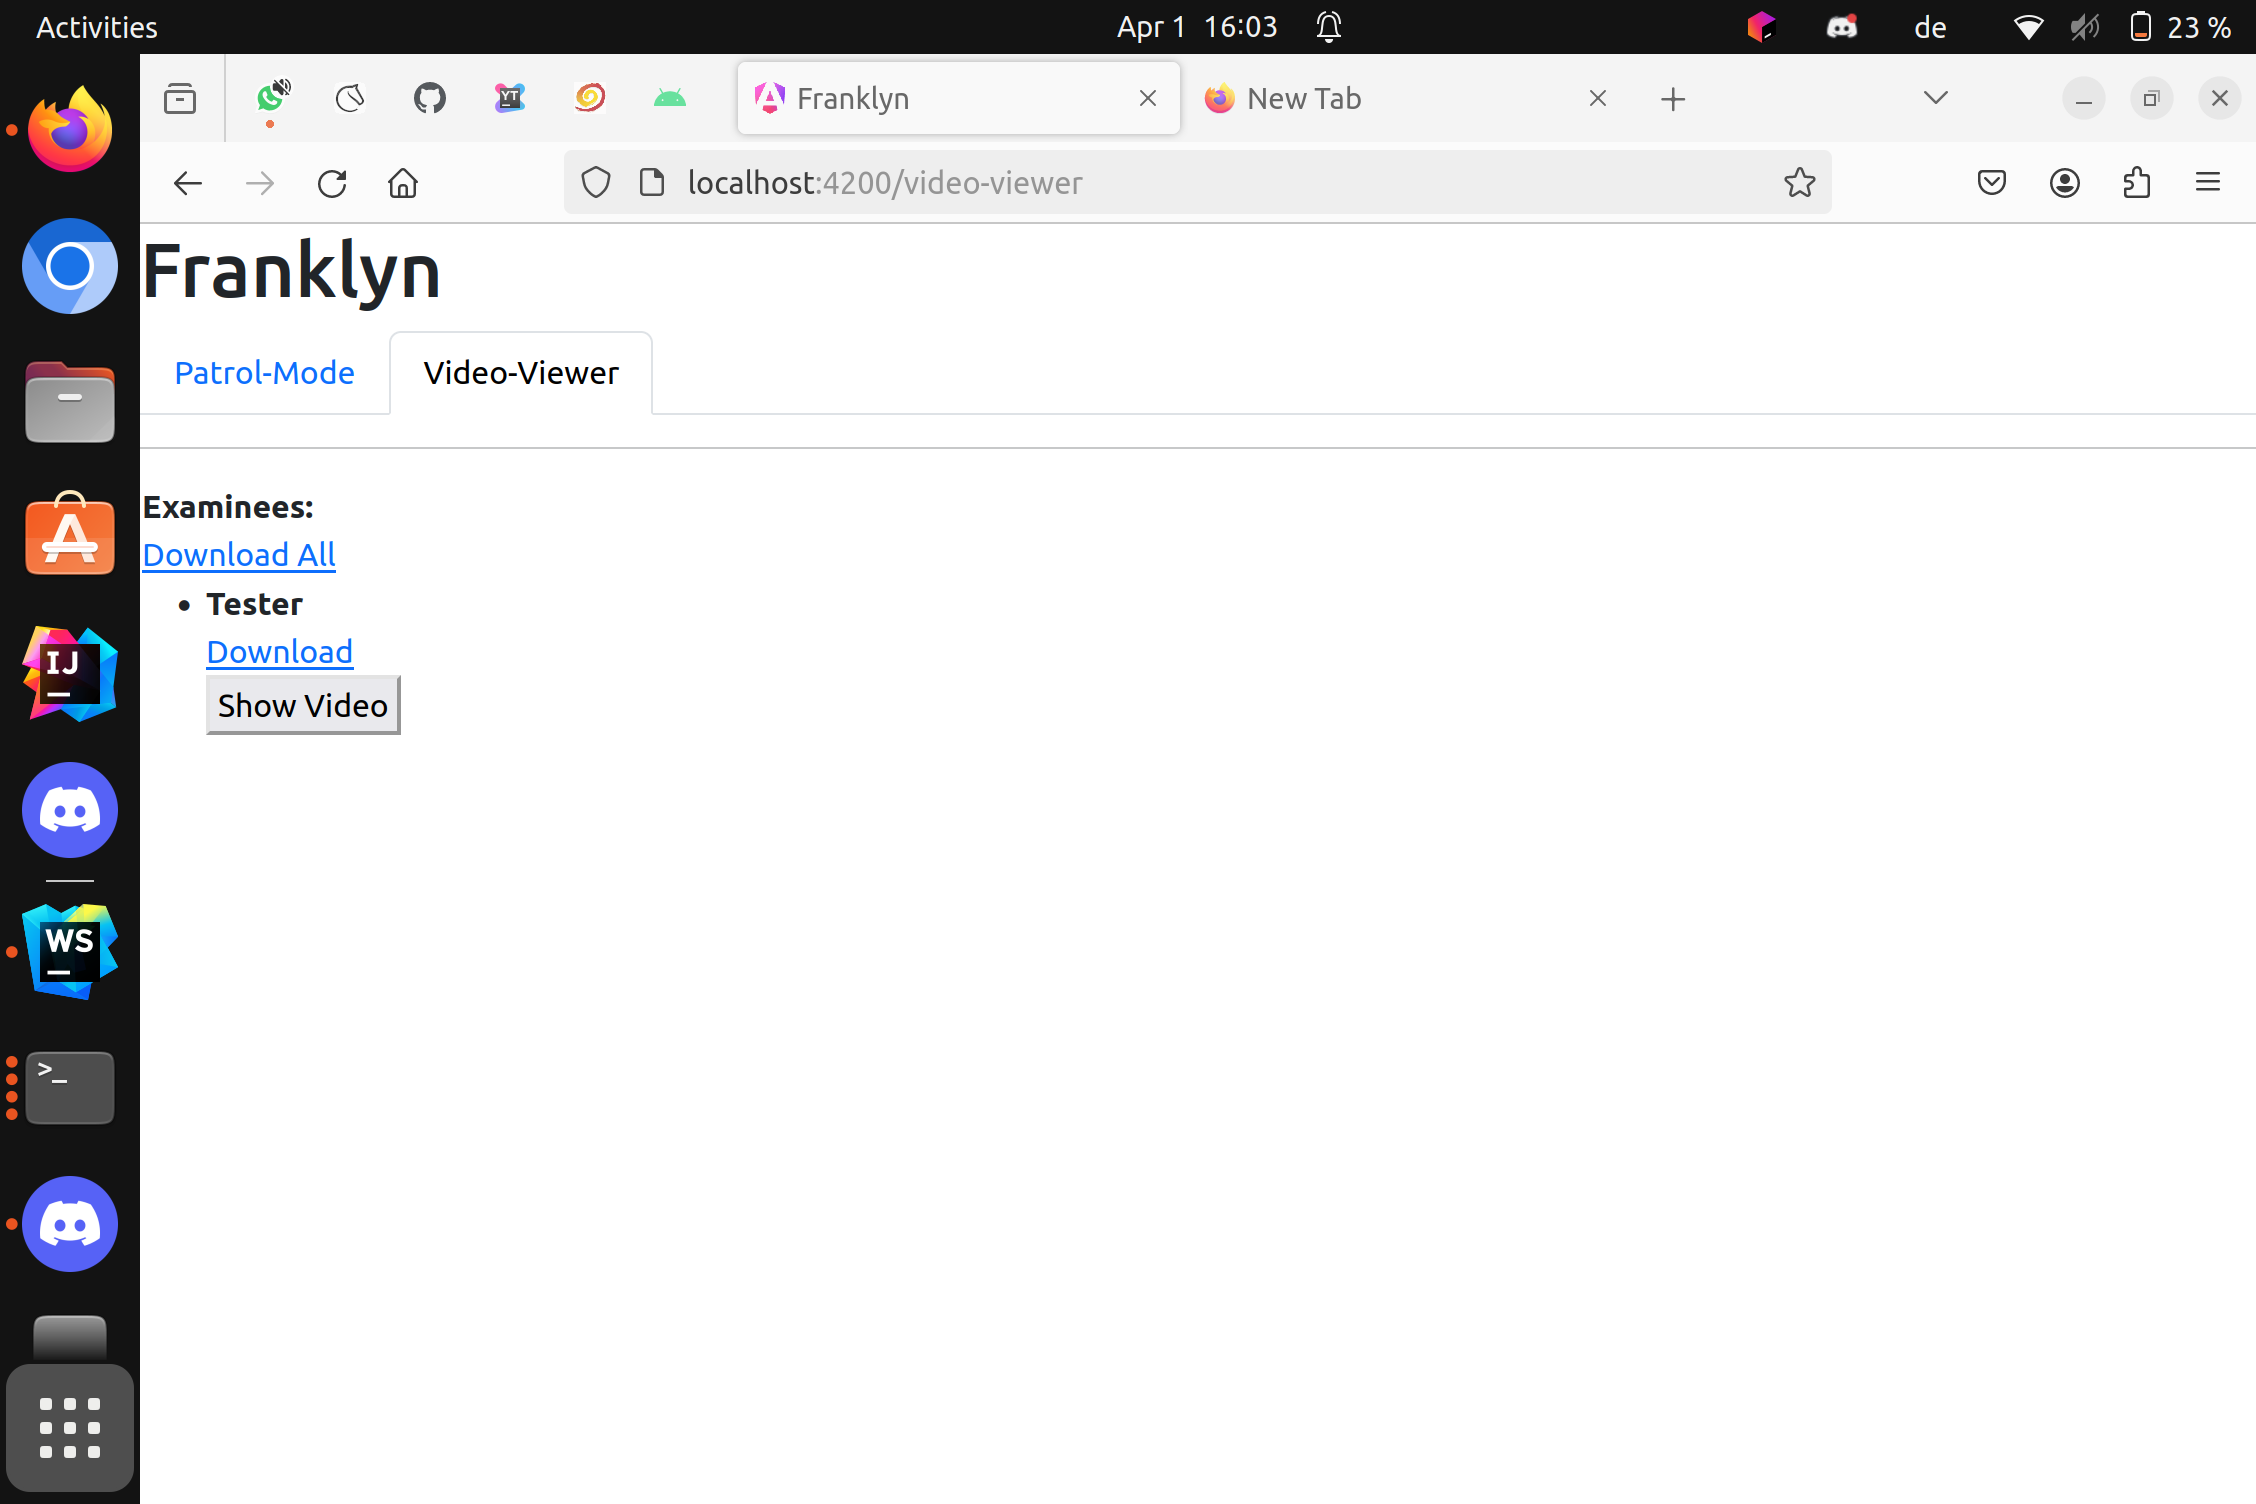 Activities
Apr 1 16:03
de
23 %
YT
Franklyn
New Tab
localhost:4200/video-viewer
Franklyn
Patrol-Mode
Video-Viewer
Examinees:
Download All
Tester
Download
Show Video
IJ
WS
>_